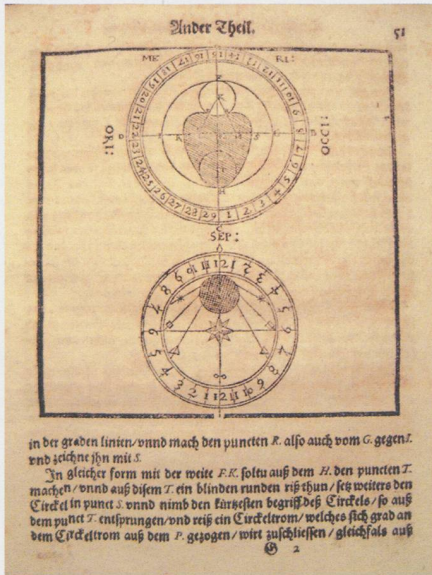 Ander Theil.
51
ME RI:
ORI:
OCCI:
SEP:
in der graden linien/vnnd mach den puncten R. also auch vom G. gegen I.
vnd zeichne jhn mit S.
In gleicher form mit der weite F.K. soltu auß dem H. den puncten T.
machen/vnnd auß disem T. ein blinden runden riß thun/setz weiters den
Circkel in punct S. vnnd nimb den kürtzesten begriff deß Circkels/so auß
dem punct T. entsprungen/vnd reiß ein Circkeltrom/welches sich grad an
dem Circkeltrom auß dem P. gezogen/wirt zuschliessen/gleichfals auß
G 2